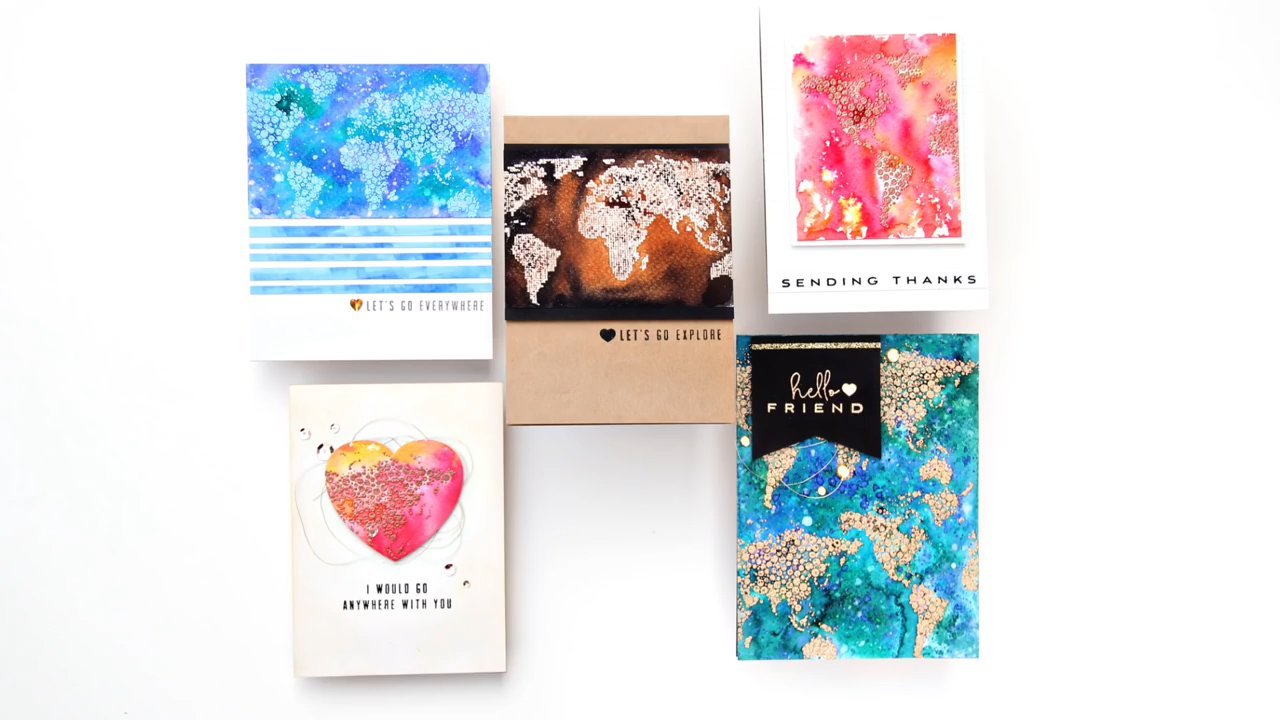 LET'S GO EVERYWHERE
LET'S GO EXPLORE
SENDING THANKS
I WOULD GO
ANYWHERE WITH YOU
hello
FRIEND